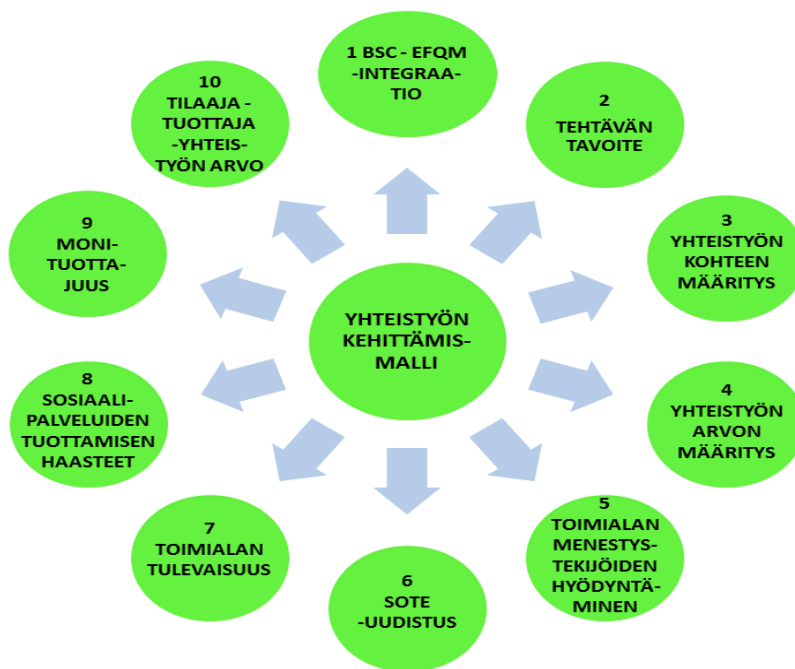 1 BSC - EFQM
-INTEGRAA-
TIO
2
TEHTÄVÄN
TAVOITE
3
YHTEISTYÖN
KOHTEEN
MÄÄRITYS
4
YHTEISTYÖN
ARVON
MÄÄRITYS
5
TOIMIALAN
MENESTYS-
TEKIJÖIDEN
HYÖDYNTÄ-
MINEN
6
SOTE
-UUDISTUS
7
TOIMIALAN
TULEVAISUUS
8
SOSIAALI-
PALVELUIDEN
TUOTTAMISEN
HAASTEET
9
MONI-
TUOTTA-
JUUS
10
TILAAJA -
TUOTTAJA
-YHTEIS-
TYÖN ARVO
YHTEISTYÖN
KEHITTÄMIS-
MALLI